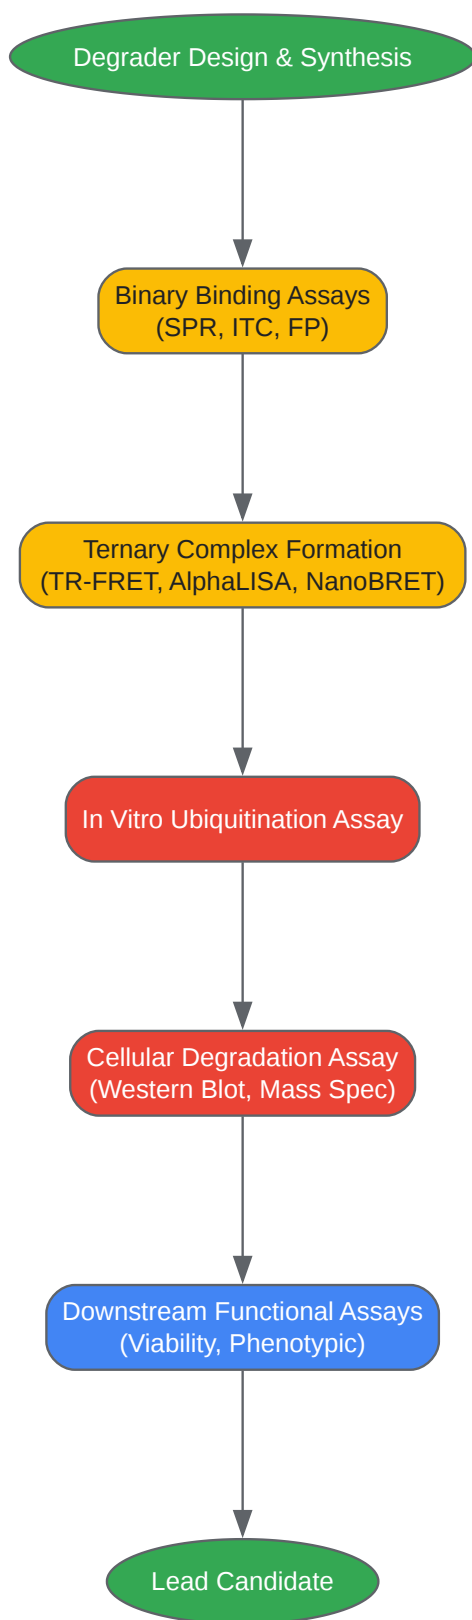 Degrader Design & Synthesis
Binary Binding Assays
(SPR, ITC, FP)
Ternary Complex Formation
(TR-FRET, AlphaLISA, NanoBRET)
In Vitro Ubiquitination Assay
Cellular Degradation Assay
(Western Blot, Mass Spec)
Downstream Functional Assays
(Viability, Phenotypic)
Lead Candidate